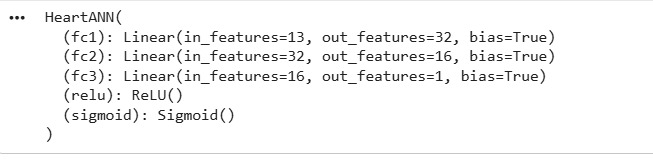 HeartANN(
(fc1): Linear(in_features=13, out_features=32, bias=True)
(fc2): Linear(in_features=32, out_features=16, bias=True)
(fc3): Linear(in_features=16, out_features=1, bias=True)
(relu): ReLU()
(sigmoid): Sigmoid()
)